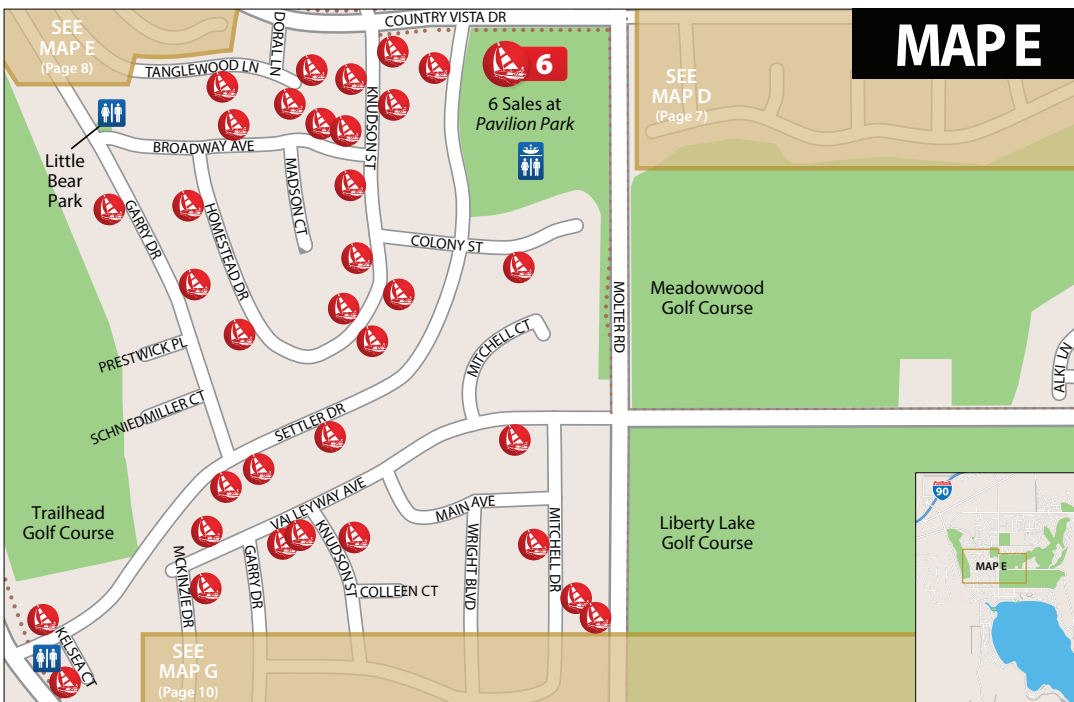 SEE
MAP E
(Page 8)
DORAL LN
COUNTRY VISTA DR
MAP E
TANGLEWOOD LN
6
SEE
MAP D
(Page 7)
6 Sales at
Pavilion Park
KNUDSON ST
BROADWAY AVE
Little
Bear
Park
MADSON CT
GARRY DR
HOMESTEAD DR
COLONY ST
MOLTER RD
Meadowwood
Golf Course
MITCHELL CT
PRESTWICK PL
ALKI LN
SCHNIEDMILLER CT
SETTLER DR
VALLEYWAY AVE
MAIN AVE
Trailhead
Golf Course
Liberty Lake
Golf Course
90
MAP E
MCKINZIE DR
GARRY DR
KNUDSON ST
COLLEEN CT
WRIGHT BLVD
MITCHELL DR
KELSEA CT
SEE
MAP G
(Page 10)